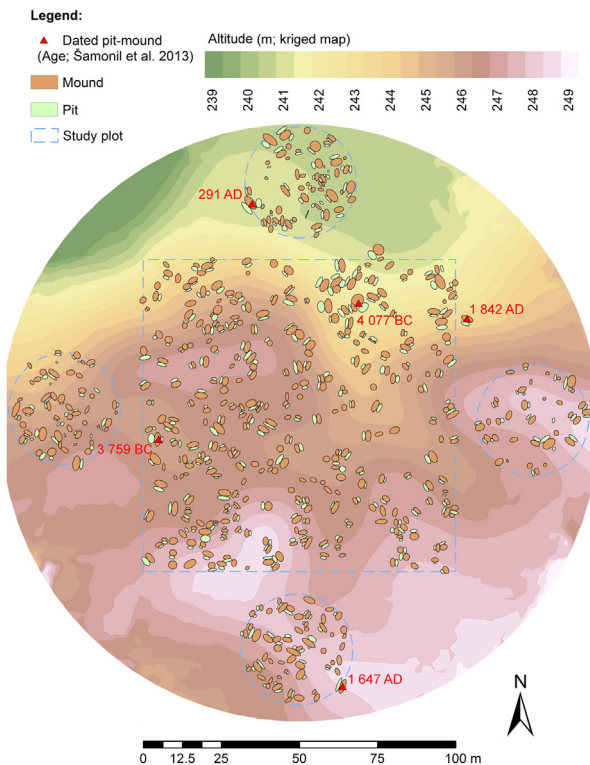 Legend:
Dated pit-mound
(Age; Šamonil et al. 2013)
Mound
Pit
Study plot
Altitude (m; kriged map)
239 240 241 242 243 244 245 246 247 248 249
291 AD
4 077 BC
1 842 AD
3 759 BC
1 647 AD
N
0 12.5 25 50 75 100 m